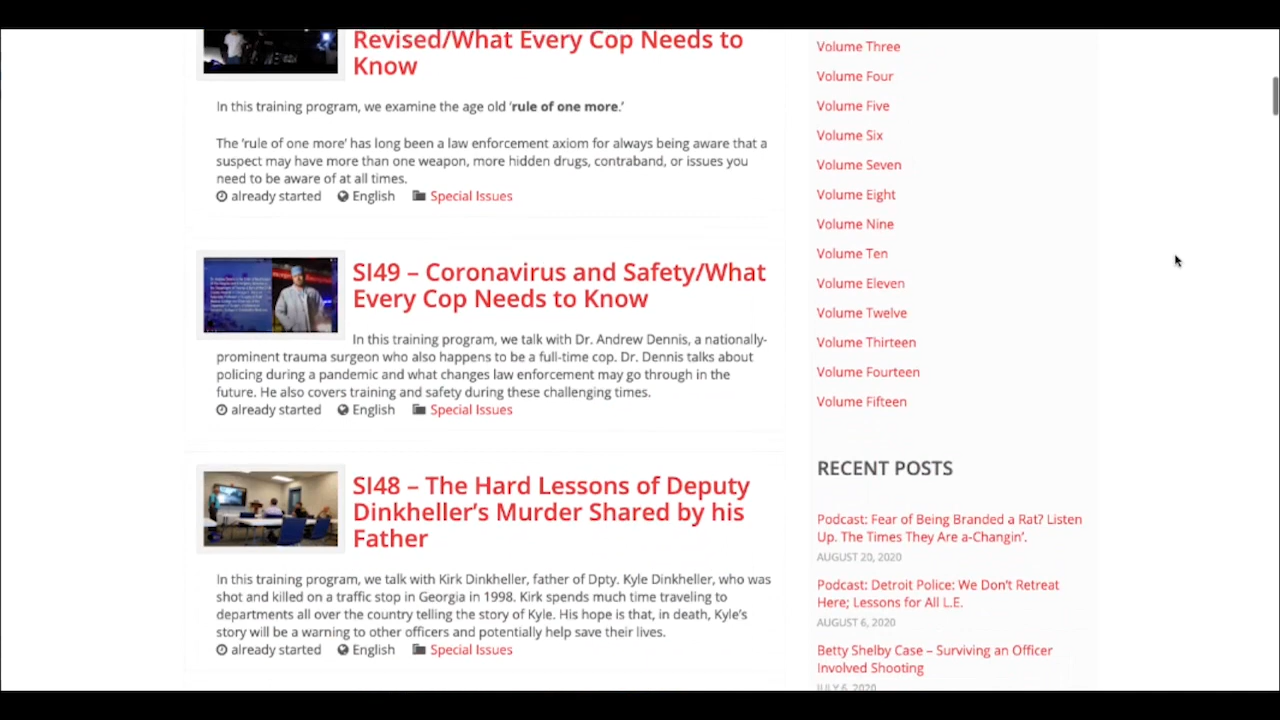 Revised/What Every Cop Needs to
Know
In this training program, we examine the age old ‘rule of one more.’
The ‘rule of one more’ has long been a law enforcement axiom for always being aware that a
suspect may have more than one weapon, more hidden drugs, contraband, or issues you
need to be aware of at all times.
already started English Special Issues
SI49 – Coronavirus and Safety/What
Every Cop Needs to Know
In this training program, we talk with Dr. Andrew Dennis, a nationally-
prominent trauma surgeon who also happens to be a full-time cop. Dr. Dennis talks about
policing during a pandemic and what changes law enforcement may go through in the
future. He also covers training and safety during these challenging times.
already started English Special Issues
SI48 – The Hard Lessons of Deputy
Dinkheller’s Murder Shared by his
Father
In this training program, we talk with Kirk Dinkheller, father of Dpty. Kyle Dinkheller, who was
shot and killed on a traffic stop in Georgia in 1998. Kirk spends much time traveling to
departments all over the country telling the story of Kyle. His hope is that, in death, Kyle’s
story will be a warning to other officers and potentially help save their lives.
already started English Special Issues
Volume Three
Volume Four
Volume Five
Volume Six
Volume Seven
Volume Eight
Volume Nine
Volume Ten
Volume Eleven
Volume Twelve
Volume Thirteen
Volume Fourteen
Volume Fifteen
RECENT POSTS
Podcast: Fear of Being Branded a Rat? Listen
Up. The Times They Are a-Changin’.
AUGUST 20, 2020
Podcast: Detroit Police: We Don’t Retreat
Here; Lessons for All L.E.
AUGUST 6, 2020
Betty Shelby Case – Surviving an Officer
Involved Shooting
JULY 6, 2020